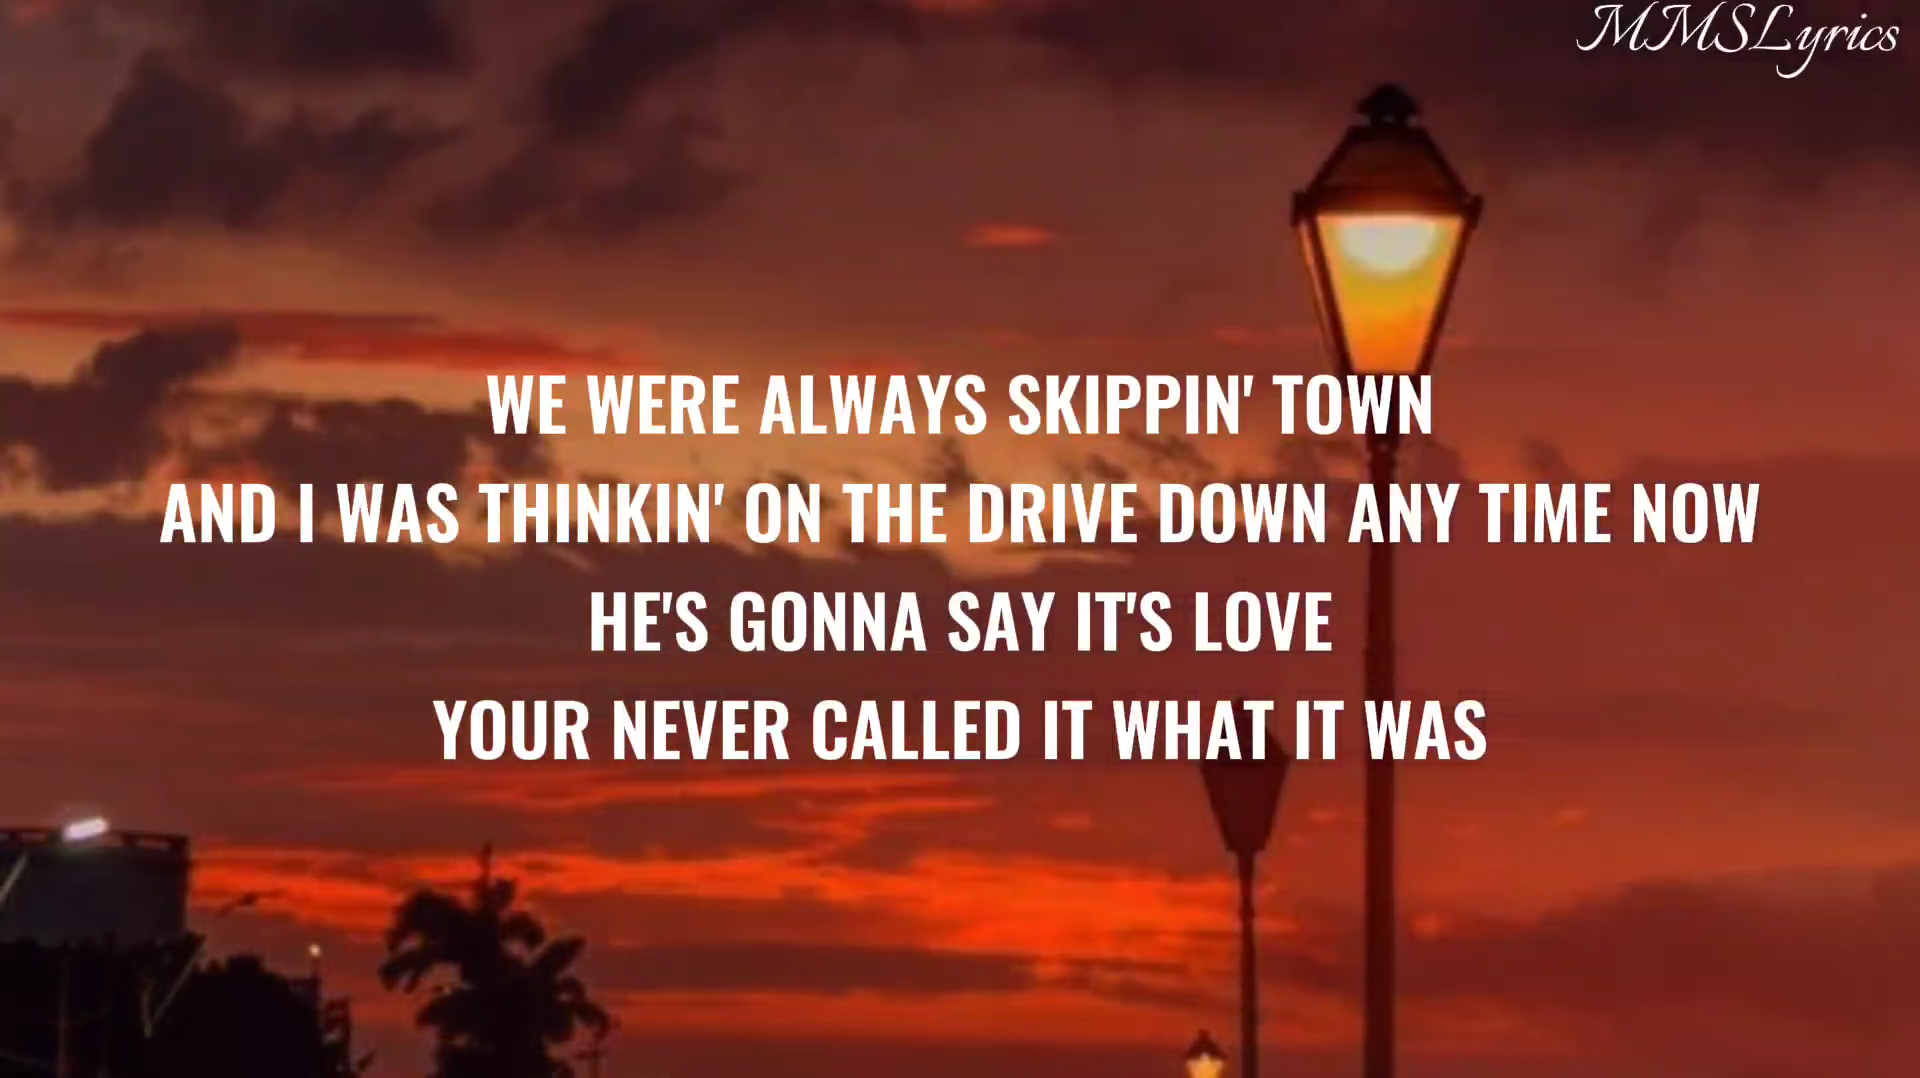 MMSLyrics
WE WERE ALWAYS SKIPPIN' TOWN
AND I WAS THINKIN' ON THE DRIVE DOWN ANY TIME NOW
HE'S GONNA SAY IT'S LOVE
YOUR NEVER CALLED IT WHAT IT WAS